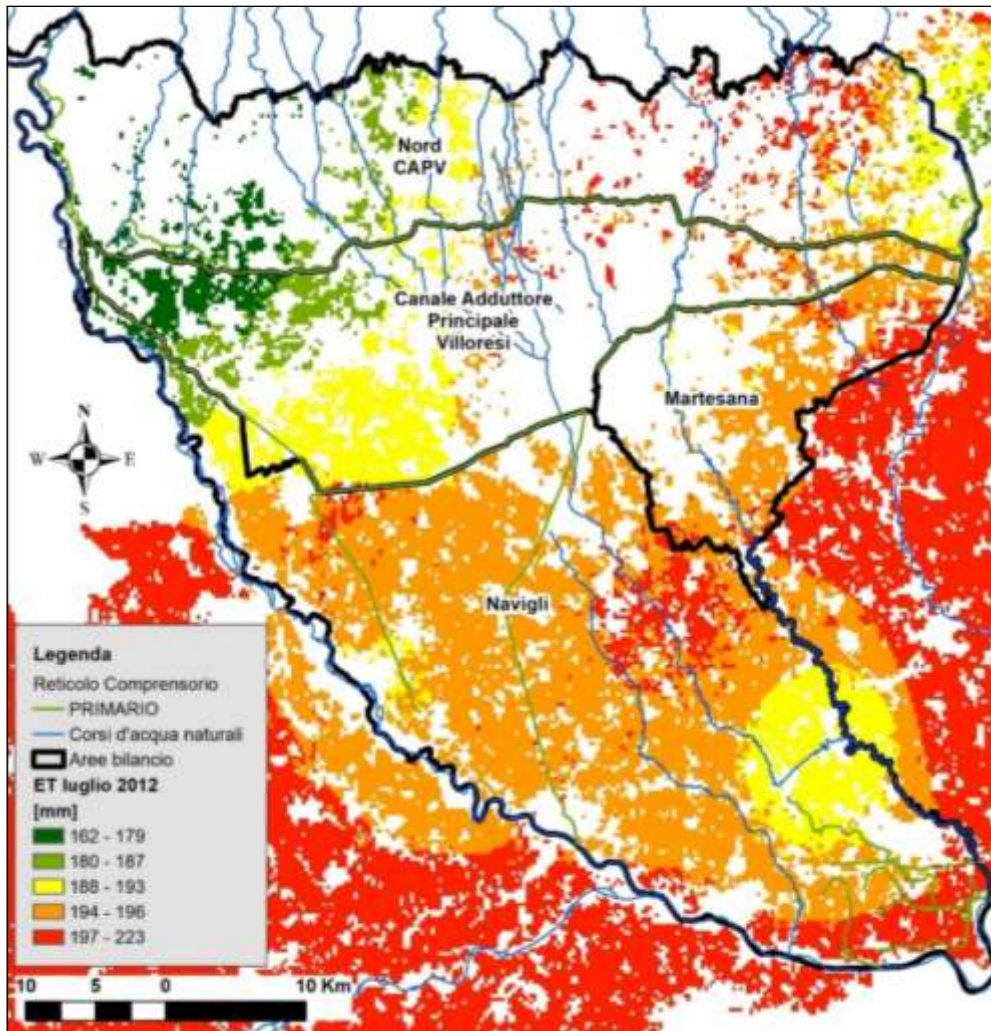 Nord
CAPV
Canale Adduttore
Principale
Villoresi
Martesana
N
W E
S
Navigli
Legenda
Reticolo Comprensorio
PRIMARIO
Corsi d'acqua naturali
Aree bilancio
ET luglio 2012
[mm]
162 - 179
180 - 187
188 - 193
194 - 196
197 - 223
10 5 0 10 Km